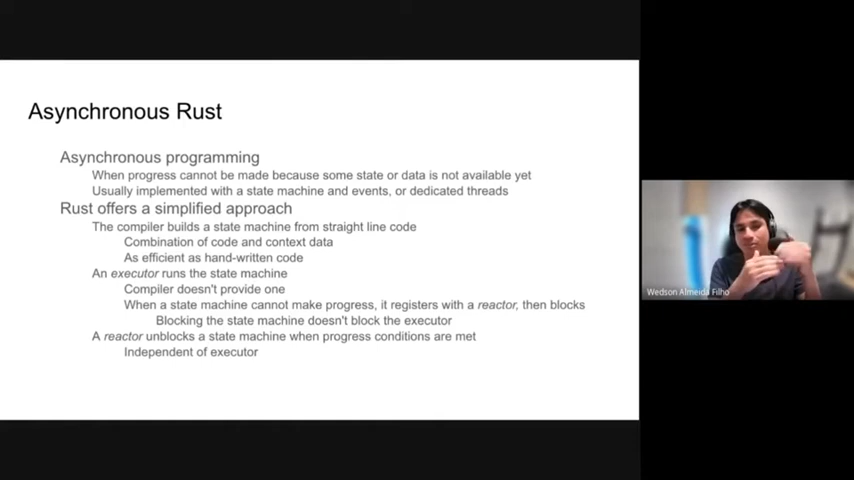 Asynchronous Rust
Asynchronous programming
When progress cannot be made because some state or data is not available yet
Usually implemented with a state machine and events, or dedicated threads
Rust offers a simplified approach
The compiler builds a state machine from straight line code
Combination of code and context data
As efficient as hand-written code
An executor runs the state machine
Compiler doesn't provide one
When a state machine cannot make progress, it registers with a reactor, then blocks
Blocking the state machine doesn't block the executor
A reactor unblocks a state machine when progress conditions are met
Independent of executor
Wedson Almeida Filho